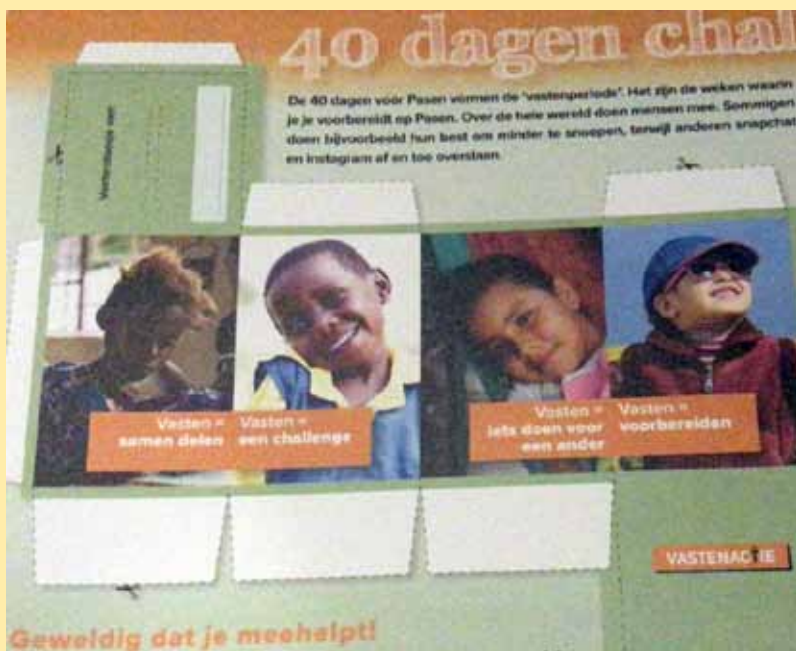 40 dagen chal
De 40 dagen voor Pasen vormen de 'vastenperiode'. Het zijn de weken waarin
je je voorbereidt op Pasen. Over de hele wereld doen mensen mee. Sommigen
doen bijvoorbeeld hun best om minder te snoepen, terwijl anderen snapchat
en instagram af en toe overslaan.
Vasten =
samen delen
Vasten =
een challenge
Vasten =
iets doen voor
een ander
Vasten =
voorbereiden
VASTENACTIE
Geweldig dat je meehelpt!